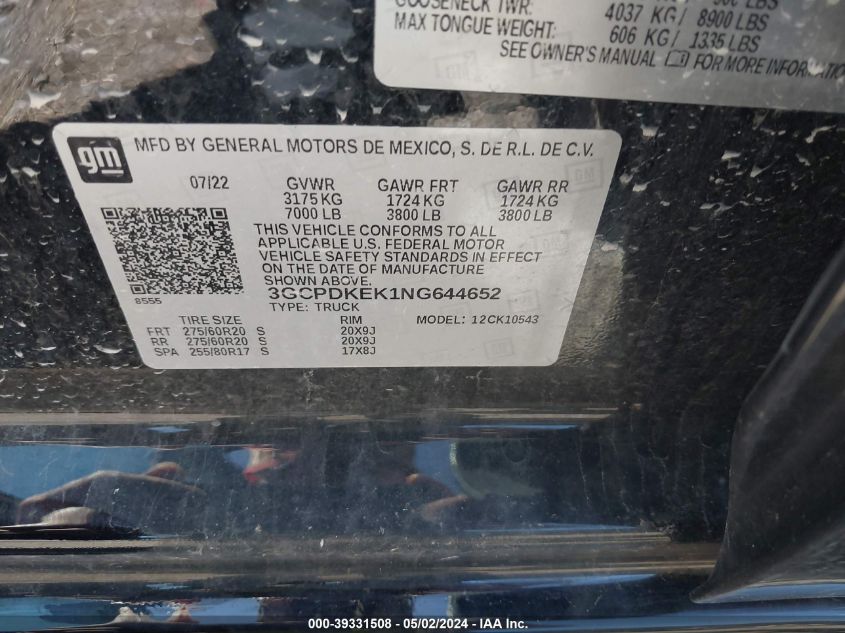 GOOSENECK TWR:
4037 KG/ 8900 LBS
MAX TONGUE WEIGHT:
606 KG/ 1335 LBS
SEE OWNER'S MANUAL FOR MORE INFORMATION
gm
MFD BY GENERAL MOTORS DE MEXICO, S. DE R.L. DE C.V.
07/22 GVWR GAWR FRT GAWR RR
3175 KG 1724 KG 1724 KG
7000 LB 3800 LB 3800 LB
THIS VEHICLE CONFORMS TO ALL
APPLICABLE U.S. FEDERAL MOTOR
VEHICLE SAFETY STANDARDS IN EFFECT
ON THE DATE OF MANUFACTURE
SHOWN ABOVE.
8555
3GCPDKEK1NG644652
TYPE: TRUCK
TIRE SIZE RIM MODEL: 12CK10543
FRT 275/60R20 S 20X9J
RR 275/60R20 S 20X9J
SPA 255/80R17 S 17X8J
000-39331508 - 05/02/2024 - IAA Inc.